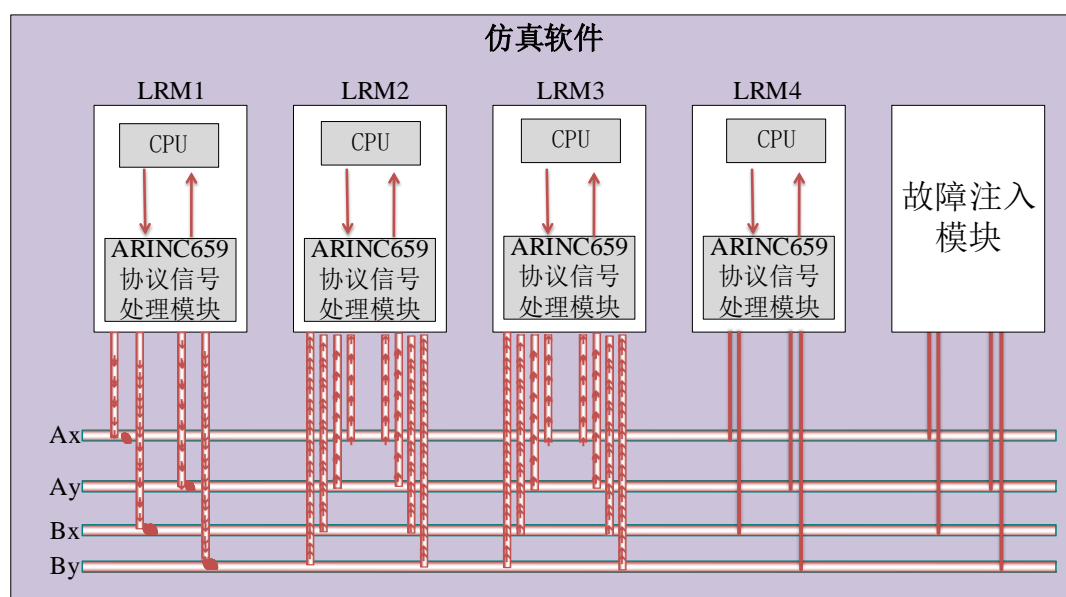 仿真软件
LRM1
LRM2
LRM3
LRM4
CPU
CPU
CPU
CPU
故障注入
模块
ARINC659
协议信号
处理模块
ARINC659
协议信号
处理模块
ARINC659
协议信号
处理模块
ARINC659
协议信号
处理模块
Ax
Ay
Bx
By